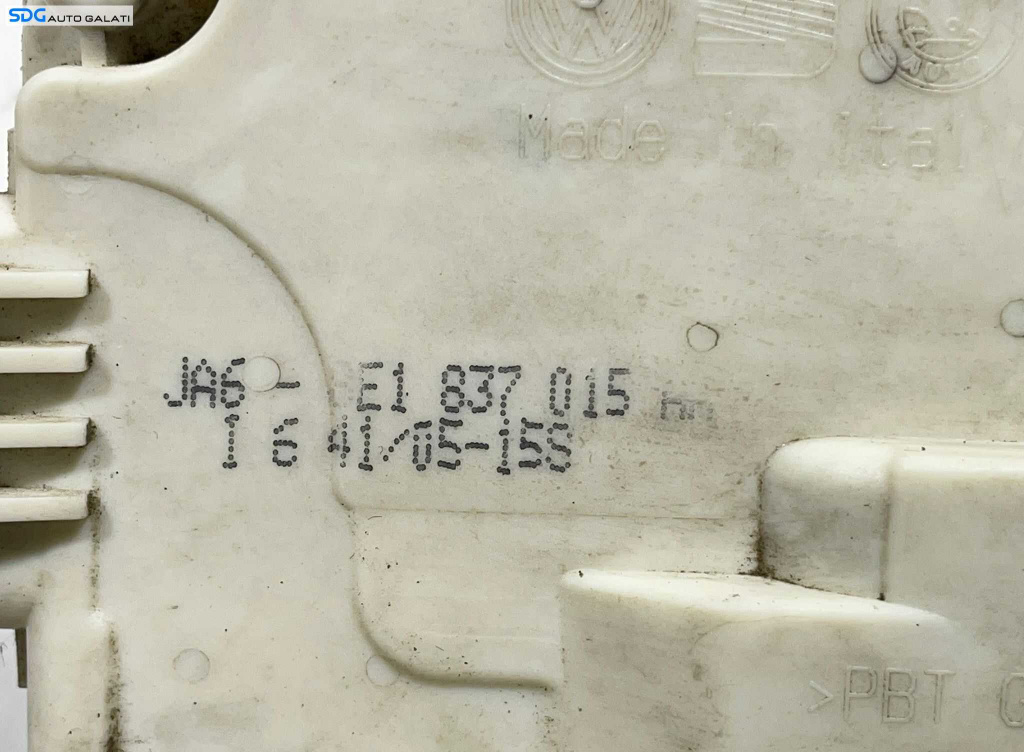 SDG AUTO GALATI
Made in Ital
JA6 - E1 837 015
1 6 41/05-15S
>PBT G